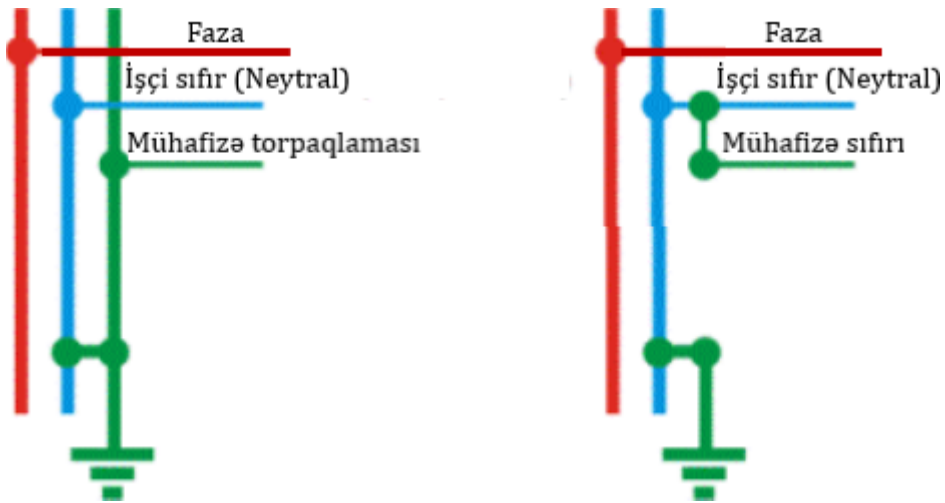 Faza
İşçi sıfır (Neytral)
Mühafizə torpaqlaması
Faza
İşçi sıfır (Neytral)
Mühafizə sıfırı